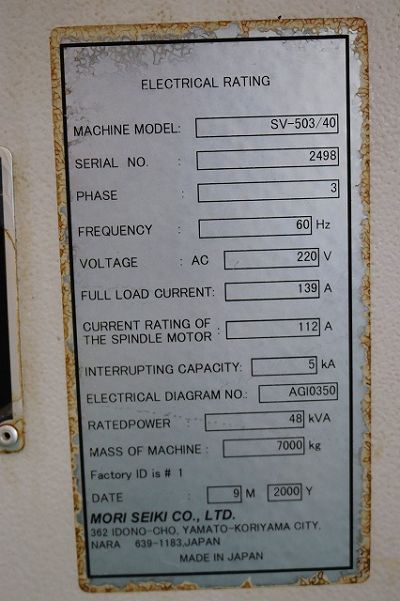 ELECTRICAL RATING
MACHINE MODEL: SV-503/40
SERIAL NO. : 2498
PHASE : 3
FREQUENCY : 60 Hz
VOLTAGE : AC 220 V
FULL LOAD CURRENT: 139 A
CURRENT RATING OF
THE SPINDLE MOTOR : 112 A
INTERRUPTING CAPACITY: 5 kA
ELECTRICAL DIAGRAM NO.: AGI0350
RATEDPOWER : 48 kVA
MASS OF MACHINE : 7000 kg
Factory ID is # 1
DATE : 9 M 2000 Y
MORI SEIKI CO., LTD.
362 IDONO-CHO, YAMATO-KORIYAMA CITY,
NARA 639-1183,JAPAN
MADE IN JAPAN